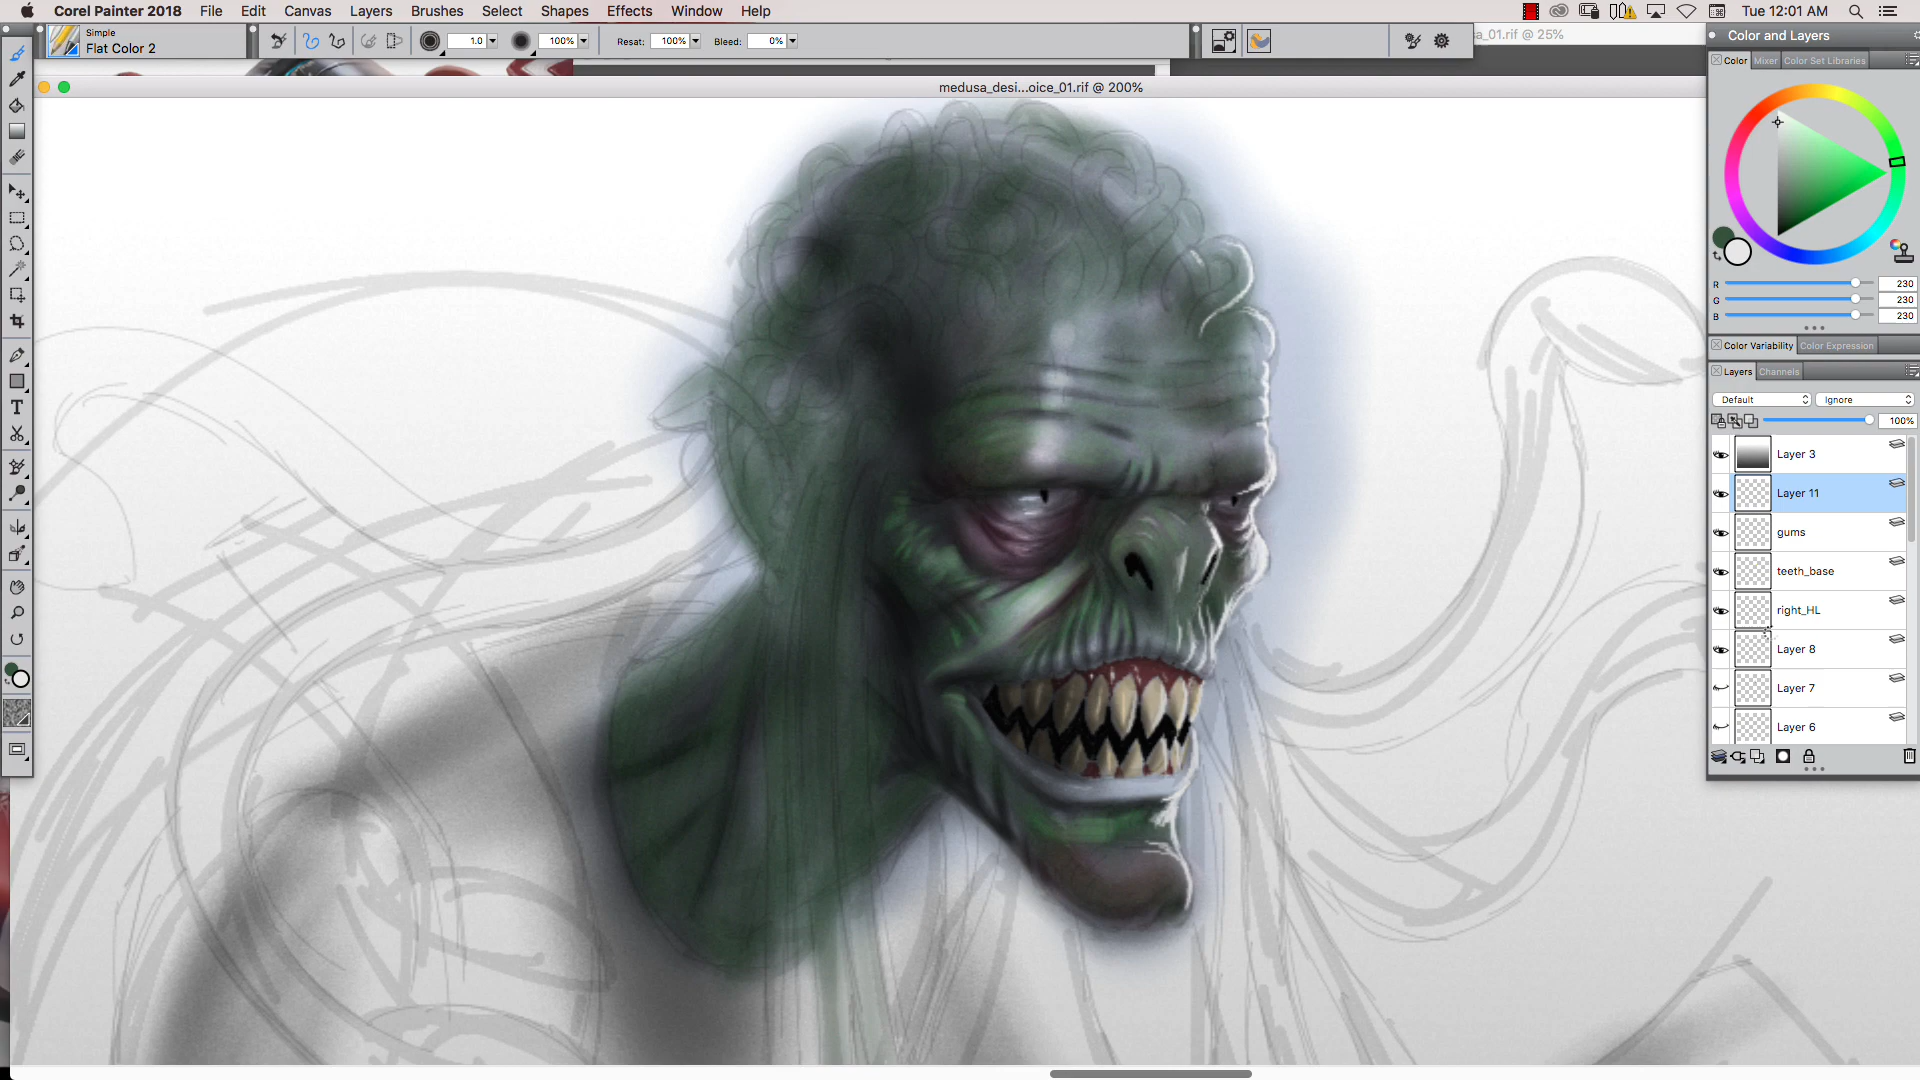 Corel Painter 2018 File Edit Canvas Layers Brushes Select Shapes Effects Window Help
Tue 12:01 AM
Simple
Flat Color 2
1.0
100%
Resat: 100%
Bleed: 0%
a_01.rif @ 25%
Color and Layers
medusa_desi...oice_01.rif @ 200%
Color Mixer Color Set Libraries
R 230
G 230
B 230
Color Variability Color Expression
Layers Channels
Default Ignore
100%
Layer 3
Layer 11
gums
teeth_base
right_HL
Layer 8
Layer 7
Layer 6
T